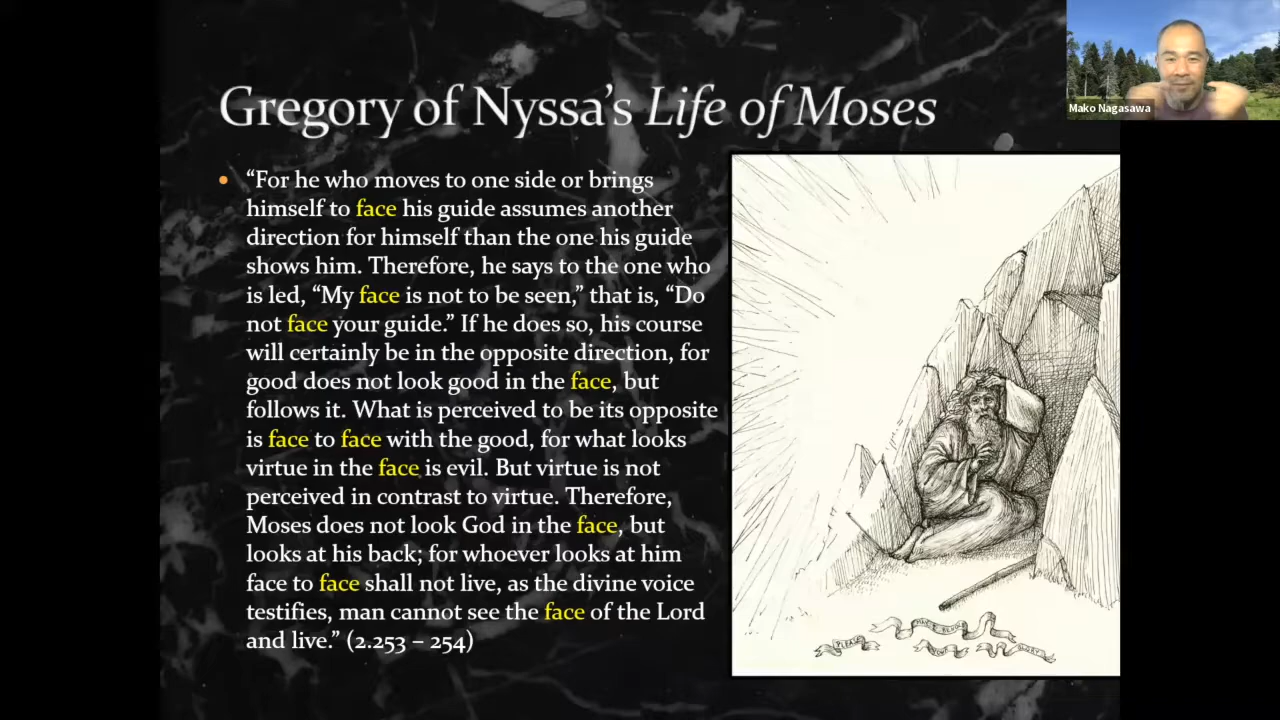 Gregory of Nyssa’s Life of Moses
Mako Nagasawa
• “For he who moves to one side or brings
himself to face his guide assumes another
direction for himself than the one his guide
shows him. Therefore, he says to the one who
is led, “My face is not to be seen,” that is, “Do
not face your guide.” If he does so, his course
will certainly be in the opposite direction, for
good does not look good in the face, but
follows it. What is perceived to be its opposite
is face to face with the good, for what looks
virtue in the face is evil. But virtue is not
perceived in contrast to virtue. Therefore,
Moses does not look God in the face, but
looks at his back; for whoever looks at him
face to face shall not live, as the divine voice
testifies, man cannot see the face of the Lord
and live.” (2.253 – 254)
PLEASE
GLORY